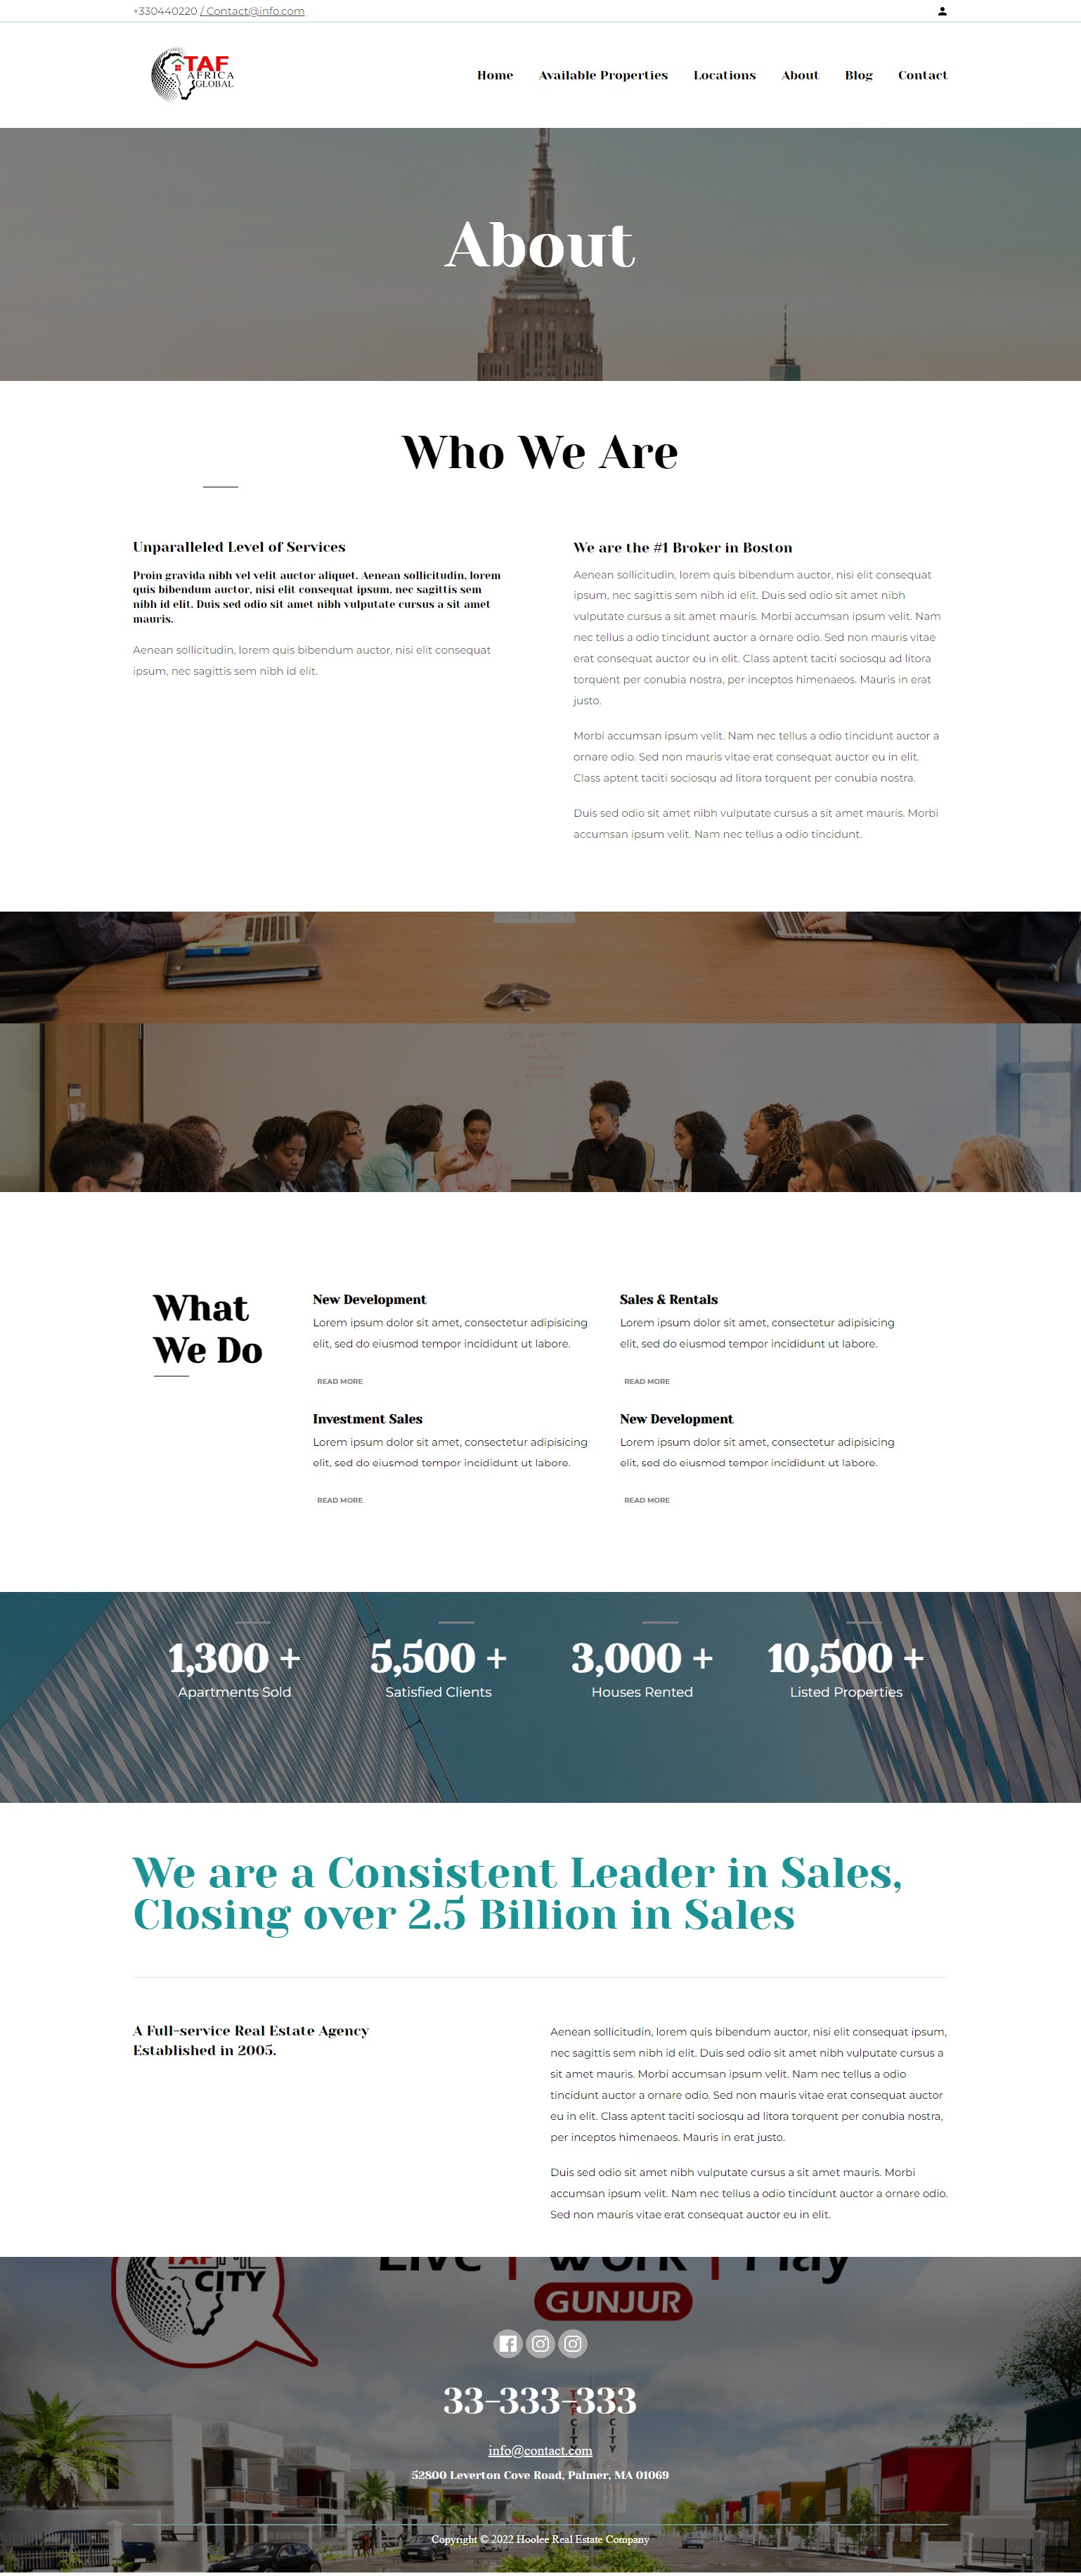 +330440220 / Contact@info.com
TAF
AFRICA
GLOBAL
Home Available Properties Locations About Blog Contact
About
Who We Are
Unparalleled Level of Services
Proin gravida nibh vel velit auctor aliquet. Aenean sollicitudin, lorem
quis bibendum auctor, nisi elit consequat ipsum, nec sagittis sem
nibh id elit. Duis sed odio sit amet nibh vulputate cursus a sit amet
mauris.
Aenean sollicitudin, lorem quis bibendum auctor, nisi elit consequat
ipsum, nec sagittis sem nibh id elit.
We are the #1 Broker in Boston
Aenean sollicitudin, lorem quis bibendum auctor, nisi elit consequat
ipsum, nec sagittis sem nibh id elit. Duis sed odio sit amet nibh
vulputate cursus a sit amet mauris. Morbi accumsan ipsum velit. Nam
nec tellus a odio tincidunt auctor a ornare odio. Sed non mauris vitae
erat consequat auctor eu in elit. Class aptent taciti sociosqu ad litora
torquent per conubia nostra, per inceptos himenaeos. Mauris in erat
justo.
Morbi accumsan ipsum velit. Nam nec tellus a odio tincidunt auctor a
ornare odio. Sed non mauris vitae erat consequat auctor eu in elit.
Class aptent taciti sociosqu ad litora torquent per conubia nostra.
Duis sed odio sit amet nibh vulputate cursus a sit amet mauris. Morbi
accumsan ipsum velit. Nam nec tellus a odio tincidunt.
What
We Do
New Development
Lorem ipsum dolor sit amet, consectetur adipisicing
elit, sed do eiusmod tempor incididunt ut labore.
READ MORE
Sales & Rentals
Lorem ipsum dolor sit amet, consectetur adipisicing
elit, sed do eiusmod tempor incididunt ut labore.
READ MORE
Investment Sales
Lorem ipsum dolor sit amet, consectetur adipisicing
elit, sed do eiusmod tempor incididunt ut labore.
READ MORE
New Development
Lorem ipsum dolor sit amet, consectetur adipisicing
elit, sed do eiusmod tempor incididunt ut labore.
READ MORE
1,300 +
Apartments Sold
5,500 +
Satisfied Clients
3,000 +
Houses Rented
10,500 +
Listed Properties
We are a Consistent Leader in Sales,
Closing over 2.5 Billion in Sales
A Full-service Real Estate Agency
Established in 2005.
Aenean sollicitudin, lorem quis bibendum auctor, nisi elit consequat ipsum,
nec sagittis sem nibh id elit. Duis sed odio sit amet nibh vulputate cursus a
sit amet mauris. Morbi accumsan ipsum velit. Nam nec tellus a odio
tincidunt auctor a ornare odio. Sed non mauris vitae erat consequat auctor
eu in elit. Class aptent taciti sociosqu ad litora torquent per conubia nostra,
per inceptos himenaeos. Mauris in erat justo.
Duis sed odio sit amet nibh vulputate cursus a sit amet mauris. Morbi
accumsan ipsum velit. Nam nec tellus a odio tincidunt auctor a ornare odio.
Sed non mauris vitae erat consequat auctor eu in elit.
TAF
CITY
Live | Work | Play
GUNJUR
33-333-333
info@contact.com
52800 Leverton Cove Road, Palmer, MA 01069
Copyright © 2022 Hoolee Real Estate Company